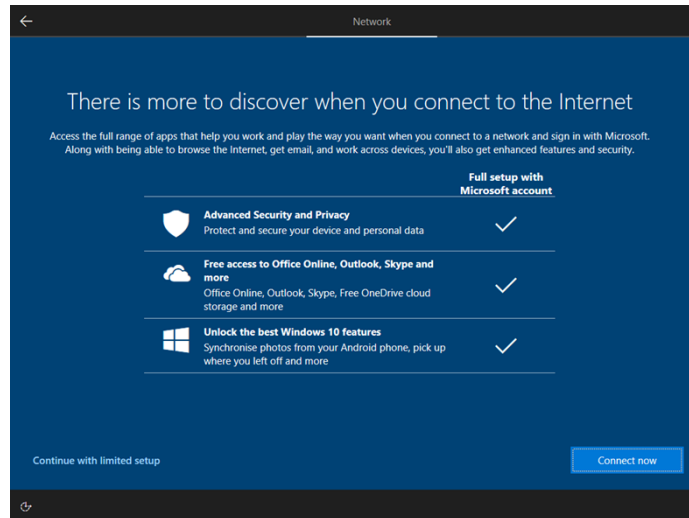 Network
There is more to discover when you connect to the Internet
Access the full range of apps that help you work and play the way you want when you connect to a network and sign in with Microsoft.
Along with being able to browse the Internet, get email, and work across devices, you'll also get enhanced features and security.
Full setup with
Microsoft account
Advanced Security and Privacy
Protect and secure your device and personal data
Free access to Office Online, Outlook, Skype and
more
Office Online, Outlook, Skype, Free OneDrive cloud
storage and more
Unlock the best Windows 10 features
Synchronise photos from your Android phone, pick up
where you left off and more
Continue with limited setup
Connect now